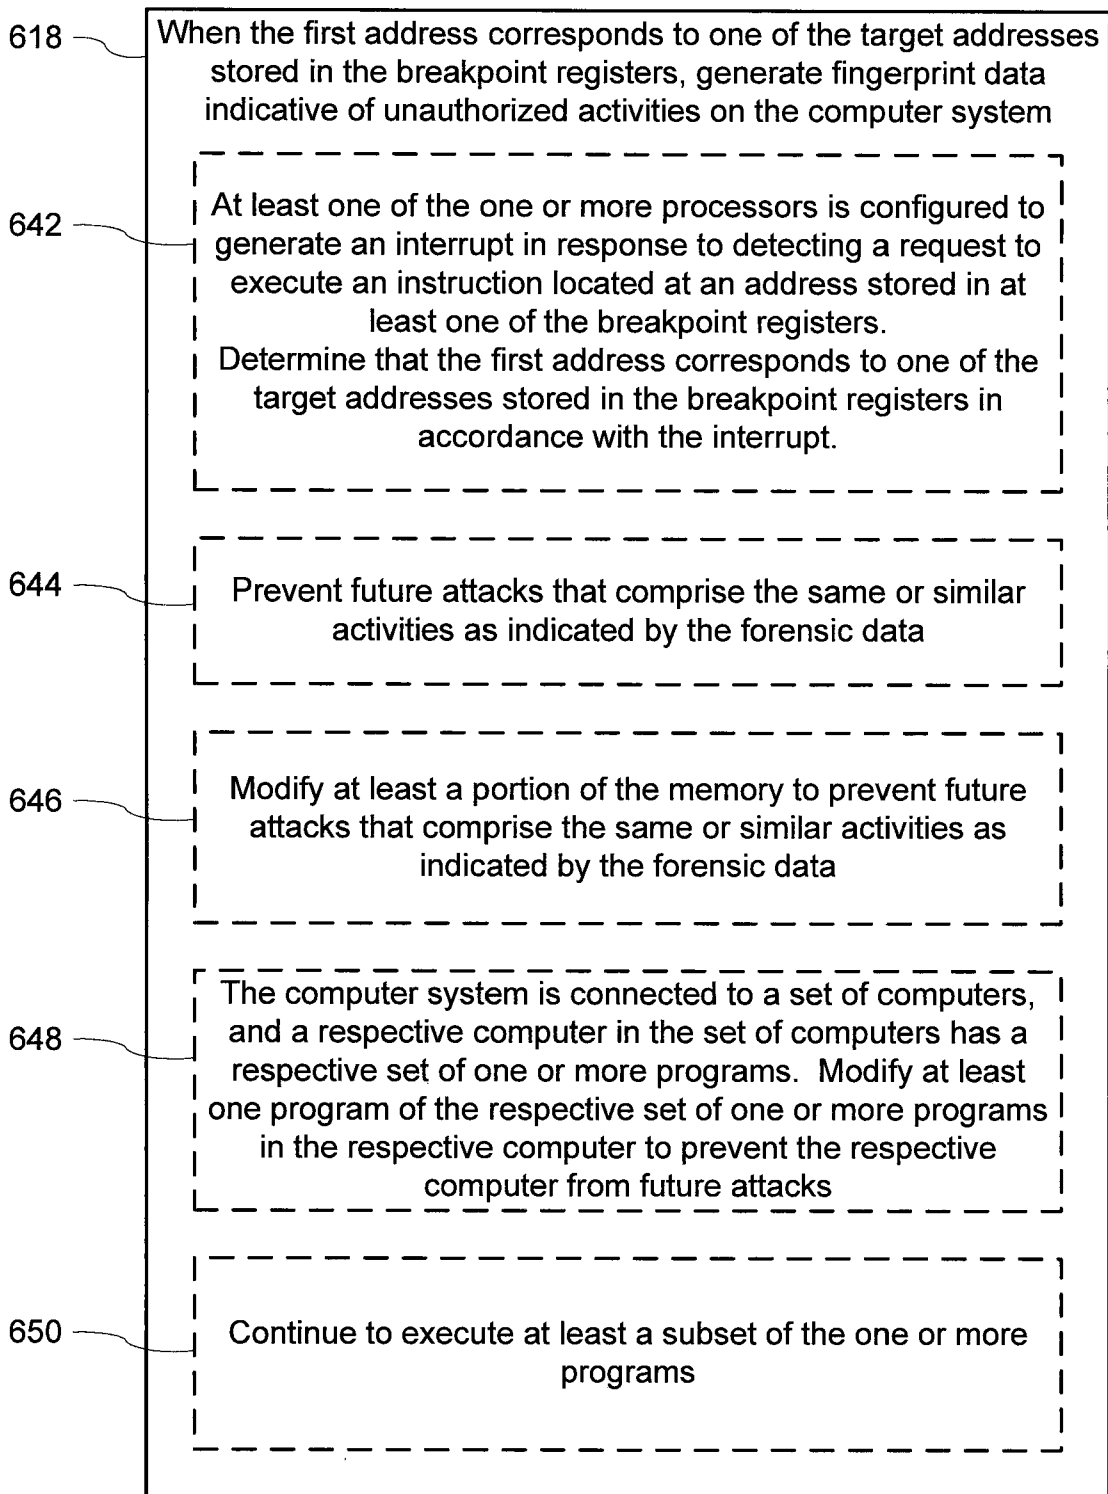 618
When the first address corresponds to one of the target addresses
stored in the breakpoint registers, generate fingerprint data
indicative of unauthorized activities on the computer system
642
At least one of the one or more processors is configured to
generate an interrupt in response to detecting a request to
execute an instruction located at an address stored in at
least one of the breakpoint registers.
Determine that the first address corresponds to one of the
target addresses stored in the breakpoint registers in
accordance with the interrupt.
644
Prevent future attacks that comprise the same or similar
activities as indicated by the forensic data
646
Modify at least a portion of the memory to prevent future
attacks that comprise the same or similar activities as
indicated by the forensic data
648
The computer system is connected to a set of computers,
and a respective computer in the set of computers has a
respective set of one or more programs.  Modify at least
one program of the respective set of one or more programs
in the respective computer to prevent the respective
computer from future attacks
650
Continue to execute at least a subset of the one or more
programs